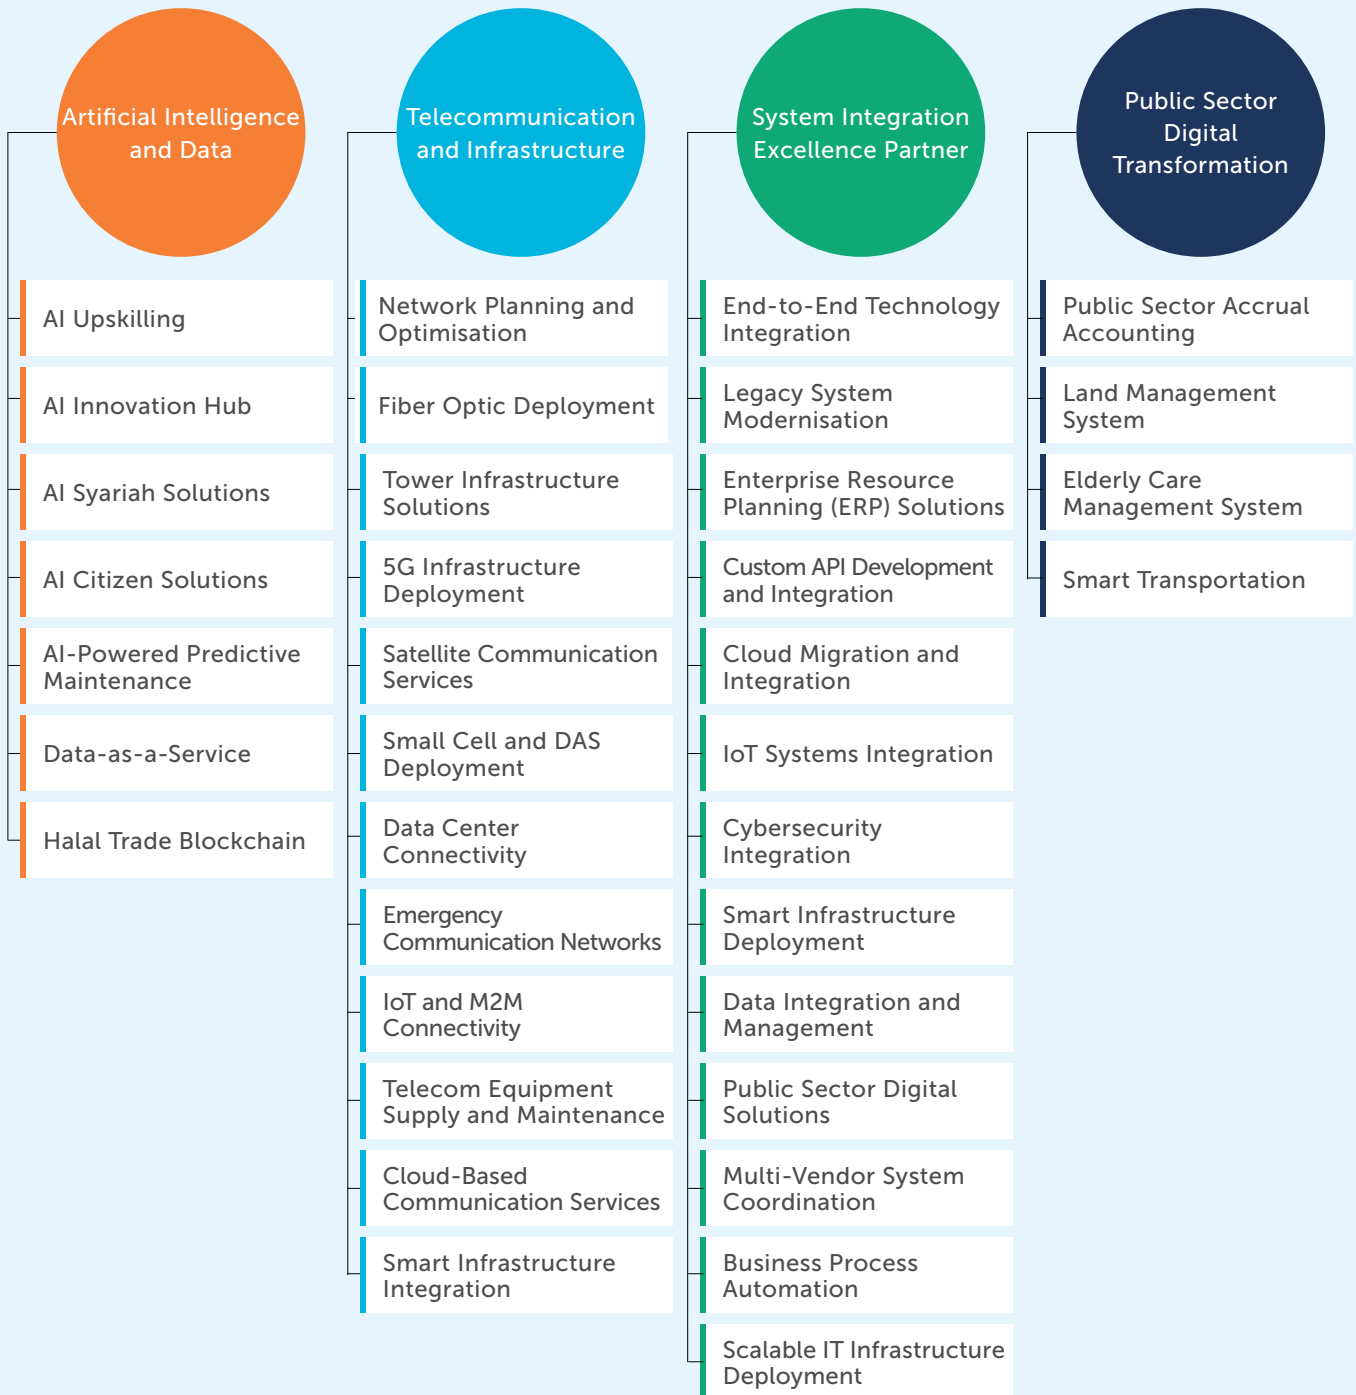 Artificial Intelligence
and Data
AI Upskilling
AI Innovation Hub
AI Syariah Solutions
AI Citizen Solutions
AI-Powered Predictive
Maintenance
Data-as-a-Service
Halal Trade Blockchain
Telecommunication
and Infrastructure
Network Planning and
Optimisation
Fiber Optic Deployment
Tower Infrastructure
Solutions
5G Infrastructure
Deployment
Satellite Communication
Services
Small Cell and DAS
Deployment
Data Center
Connectivity
Emergency
Communication Networks
IoT and M2M
Connectivity
Telecom Equipment
Supply and Maintenance
Cloud-Based
Communication Services
Smart Infrastructure
Integration
System Integration
Excellence Partner
End-to-End Technology
Integration
Legacy System
Modernisation
Enterprise Resource
Planning (ERP) Solutions
Custom API Development
and Integration
Cloud Migration and
Integration
IoT Systems Integration
Cybersecurity
Integration
Smart Infrastructure
Deployment
Data Integration and
Management
Public Sector Digital
Solutions
Multi-Vendor System
Coordination
Business Process
Automation
Scalable IT Infrastructure
Deployment
Public Sector
Digital
Transformation
Public Sector Accrual
Accounting
Land Management
System
Elderly Care
Management System
Smart Transportation